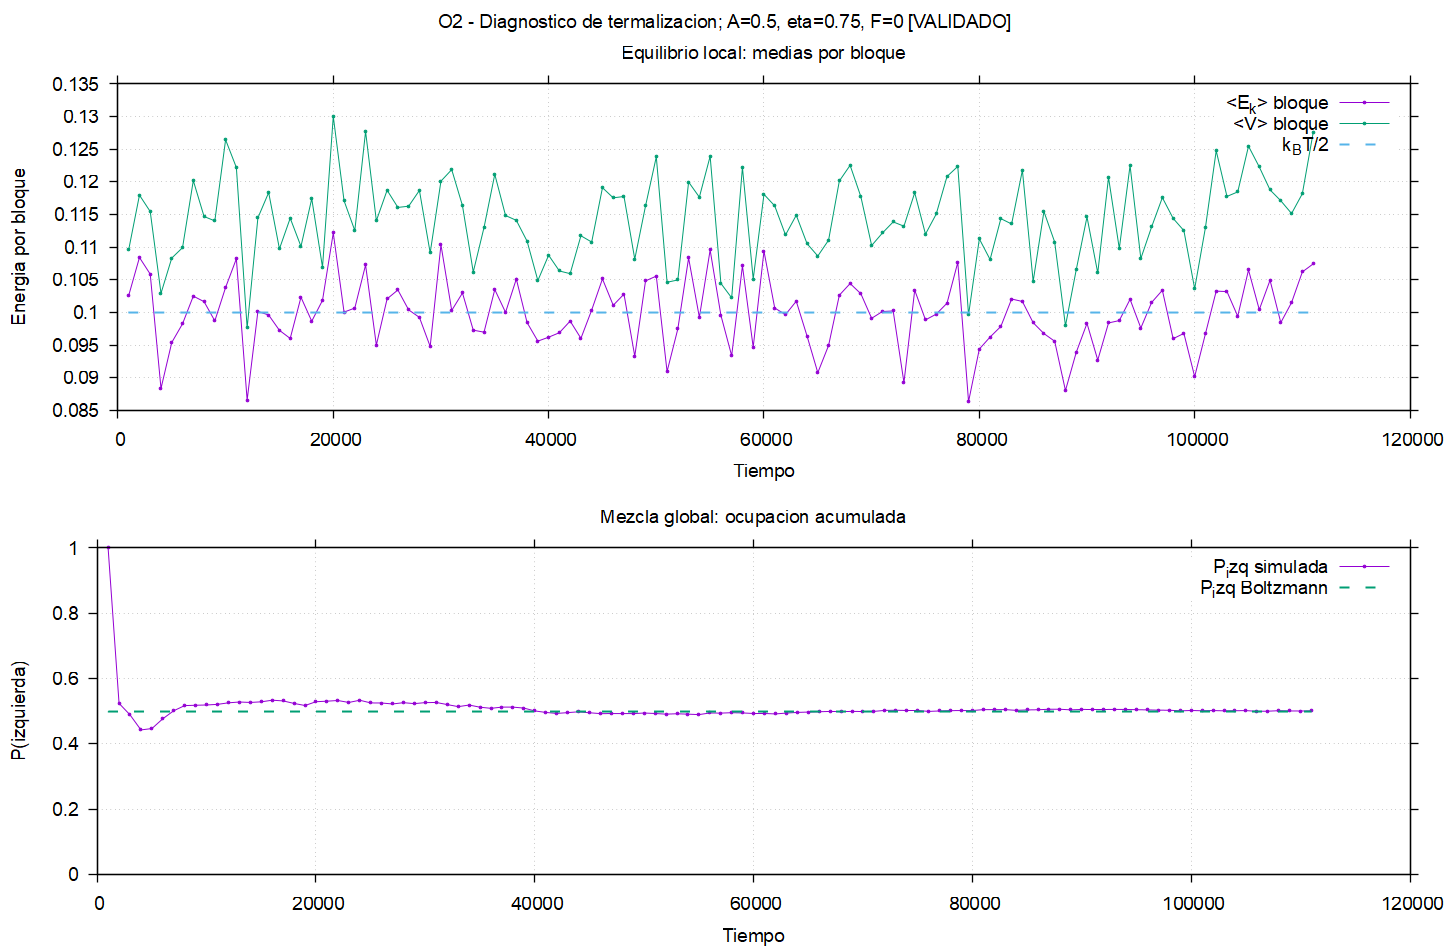 O2 - Diagnostico de termalizacion; A=0.5, eta=0.75, F=0 [VALIDADO]
Equilibrio local: medias por bloque
0.135
0.13
0.125
0.12
0.115
0.11
0.105
0.1
0.095
0.09
0.085
Energia por bloque
<Ek> bloque
<V> bloque
kBT/2
0
20000
40000
60000
80000
100000
120000
Tiempo
Mezcla global: ocupacion acumulada
1
0.8
0.6
0.4
0.2
0
P(izquierda)
Pizq simulada
Pizq Boltzmann
0
20000
40000
60000
80000
100000
120000
Tiempo